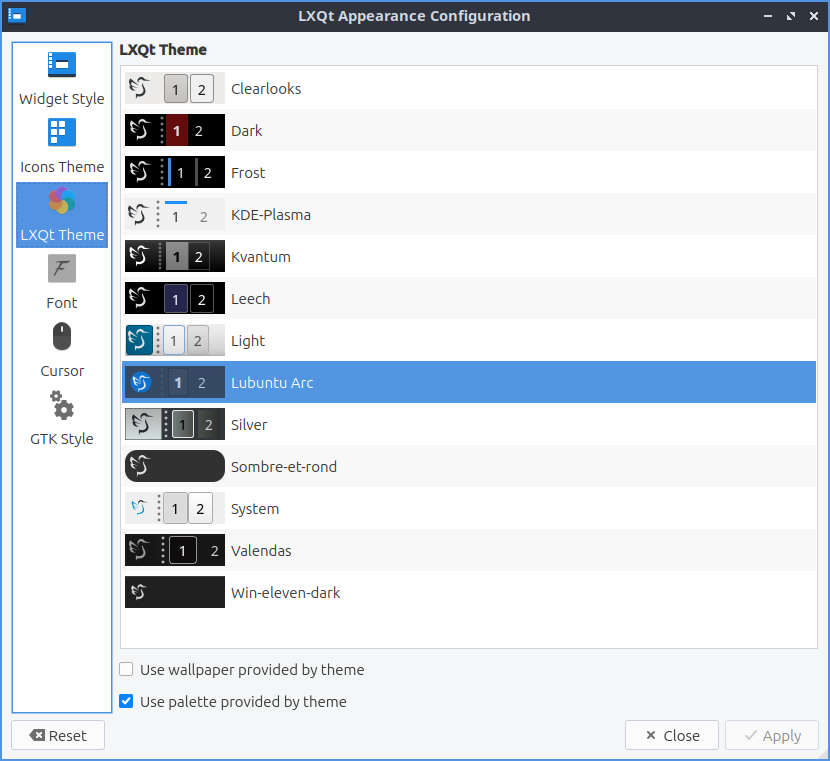 LXQt Appearance Configuration
Widget Style
Icons Theme
LXQt Theme
Font
Cursor
GTK Style
LXQt Theme
1 2 Clearlooks
1 2 Dark
1 2 Frost
1 2 KDE-Plasma
1 2 Kvantum
1 2 Leech
1 2 Light
1 2 Lubuntu Arc
1 2 Silver
Sombre-et-rond
1 2 System
1 2 Valendas
Win-eleven-dark
Use wallpaper provided by theme
Use palette provided by theme
Reset
Close
Apply